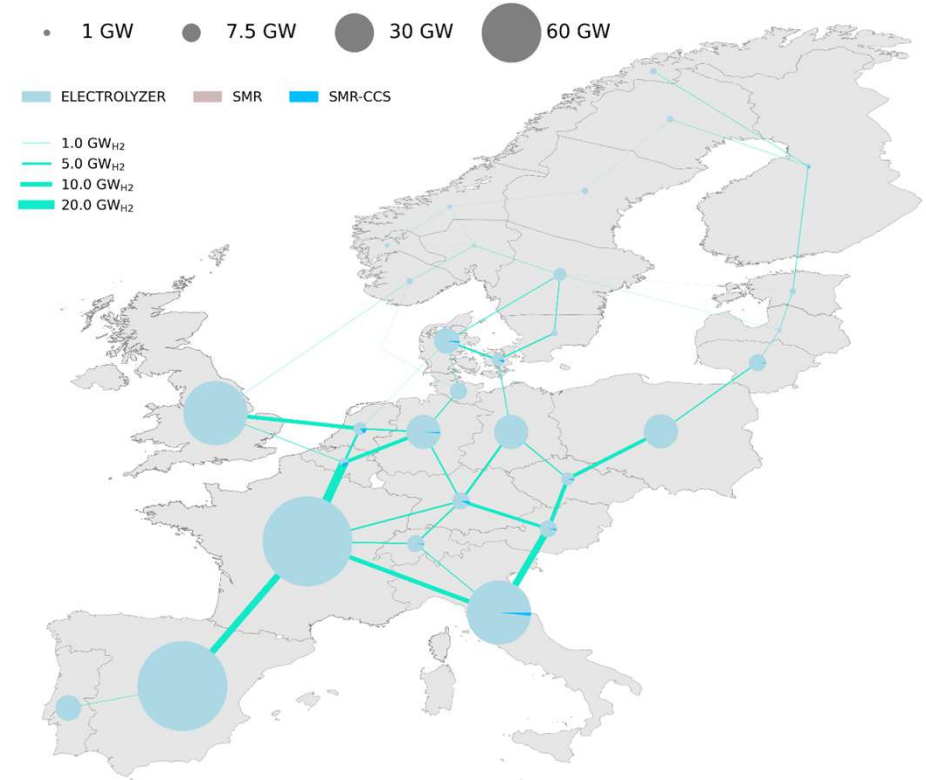 1 GW 7.5 GW 30 GW 60 GW
ELECTROLYZER SMR SMR-CCS
1.0 GWH2
5.0 GWH2
10.0 GWH2
20.0 GWH2